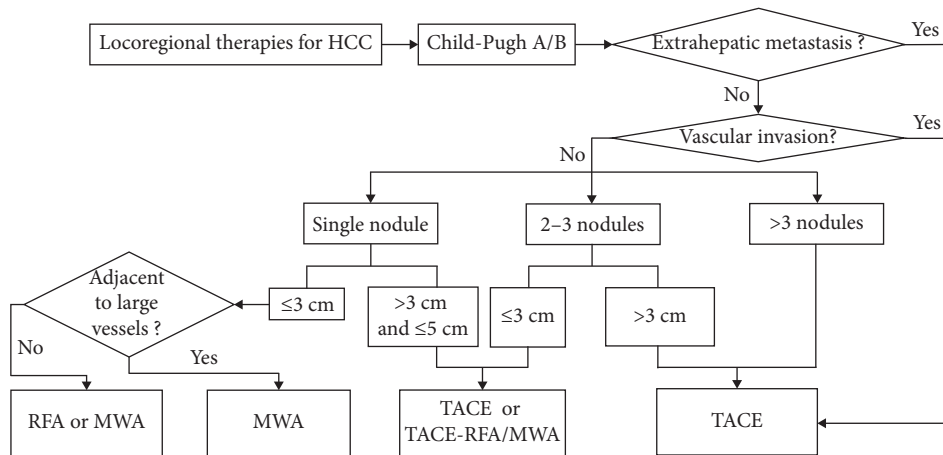 Locoregional therapies for HCC
Child-Pugh A/B
Extrahepatic metastasis ?
Yes
No
Vascular invasion?
Yes
No
Single nodule
2–3 nodules
>3 nodules
Adjacent
to large
vessels ?
≤3 cm
>3 cm
and ≤5 cm
≤3 cm
>3 cm
No
Yes
RFA or MWA
MWA
TACE or
TACE-RFA/MWA
TACE